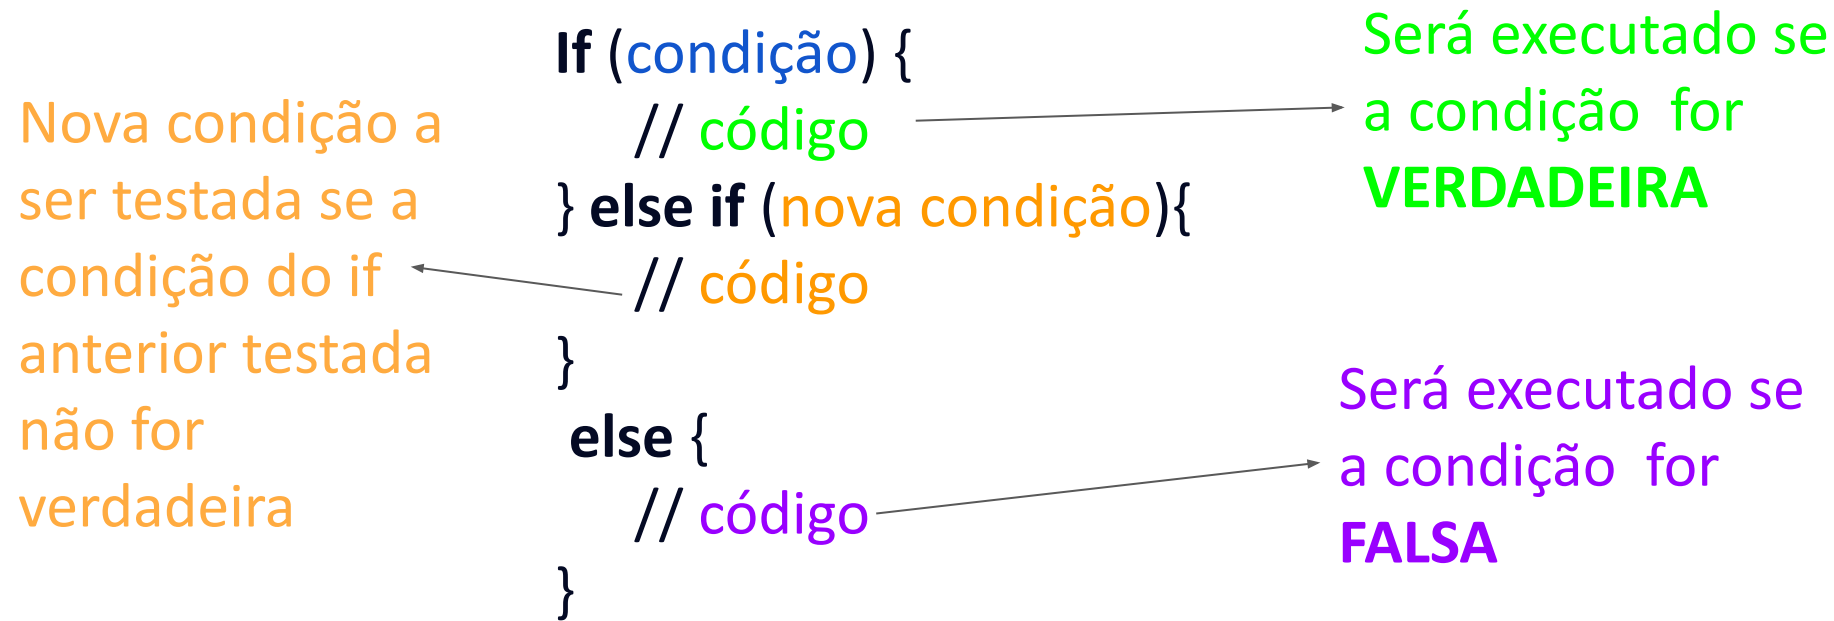 Nova condição a
ser testada se a
condição do if
anterior testada
não for
verdadeira
If (condição) {
// código
} else if (nova condição){
// código
}
else {
// código
}
Será executado se
a condição  for
VERDADEIRA
Será executado se
a condição  for
FALSA